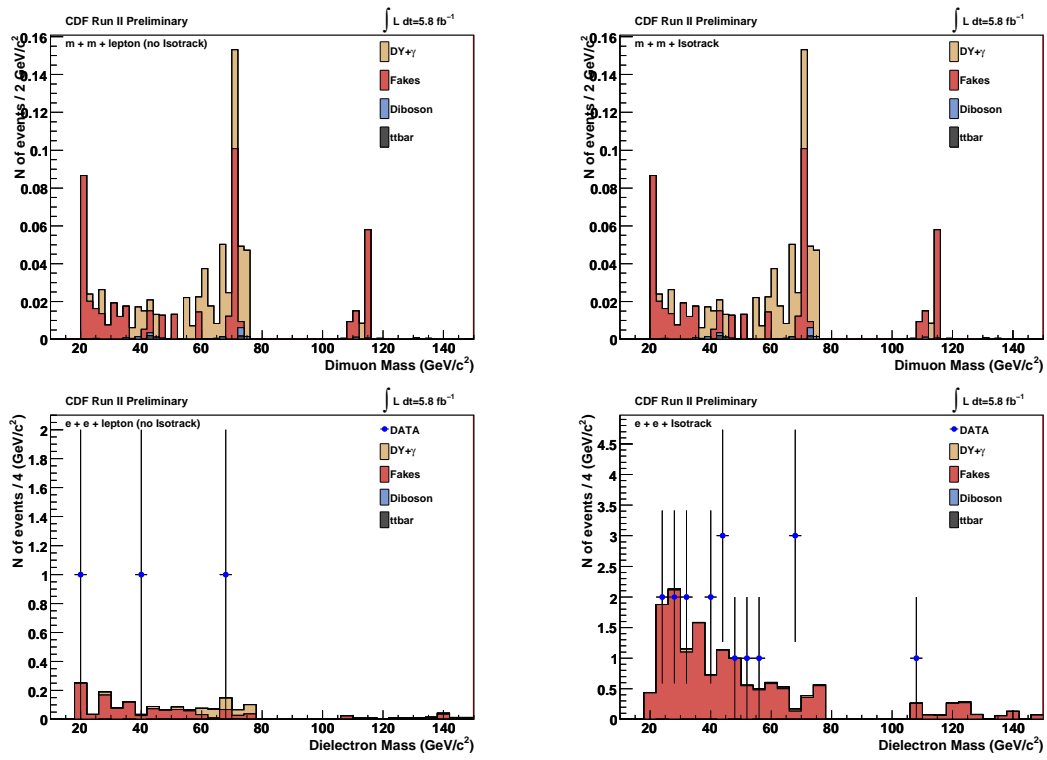 CDF Run II Preliminary
∫ L dt=5.8 fb⁻¹
m + m + lepton (no Isotrack)
N of events / 2 GeV/c²
0.16
0.14
0.12
0.1
0.08
0.06
0.04
0.02
0
DY+γ
Fakes
Diboson
ttbar
20 40 60 80 100 120 140
Dimuon Mass (GeV/c²)
CDF Run II Preliminary
∫ L dt=5.8 fb⁻¹
m + m + Isotrack
N of events / 2 GeV/c²
0.16
0.14
0.12
0.1
0.08
0.06
0.04
0.02
0
DY+γ
Fakes
Diboson
ttbar
20 40 60 80 100 120 140
Dimuon Mass (GeV/c²)
CDF Run II Preliminary
∫ L dt=5.8 fb⁻¹
e + e + lepton (no Isotrack)
N of events / 4 (GeV/c²)
2
1.8
1.6
1.4
1.2
1
0.8
0.6
0.4
0.2
0
DATA
DY+γ
Fakes
Diboson
ttbar
20 40 60 80 100 120 140
Dielectron Mass (GeV/c²)
CDF Run II Preliminary
∫ L dt=5.8 fb⁻¹
e + e + Isotrack
N of events / 4 (GeV/c²)
4.5
4
3.5
3
2.5
2
1.5
1
0.5
0
DATA
DY+γ
Fakes
Diboson
ttbar
20 40 60 80 100 120 140
Dielectron Mass (GeV/c²)